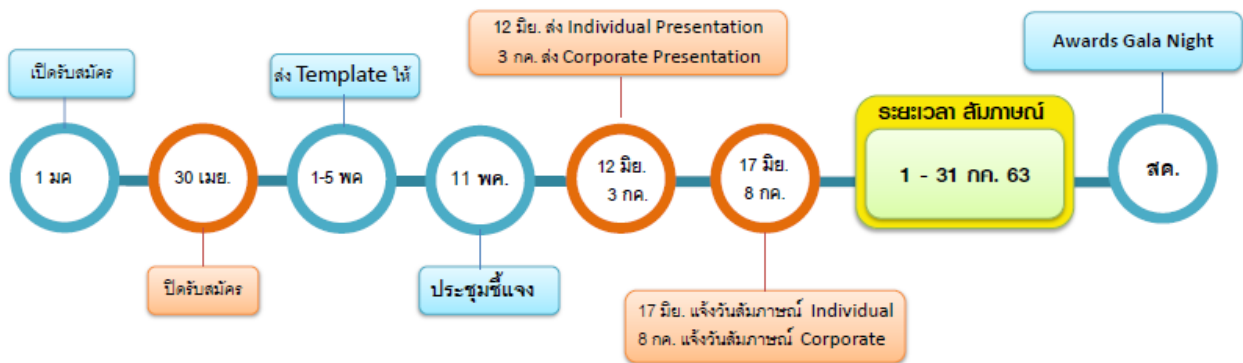 12 มิย. ส่ง Individual Presentation
3 กค. ส่ง Corporate Presentation
Awards Gala Night
เปิดรับสมัคร
ส่ง Template ให้
ระยะเวลา สัมภาษณ์
1 มค
30 เมย.
1-5 พค
11 พค.
12 มิย.
3 กค.
17 มิย.
8 กค.
1 - 31 กค. 63
สค.
ปิดรับสมัคร
ประชุมชี้แจง
17 มิย. แจ้งวันสัมภาษณ์ Individual
8 กค. แจ้งวันสัมภาษณ์ Corporate